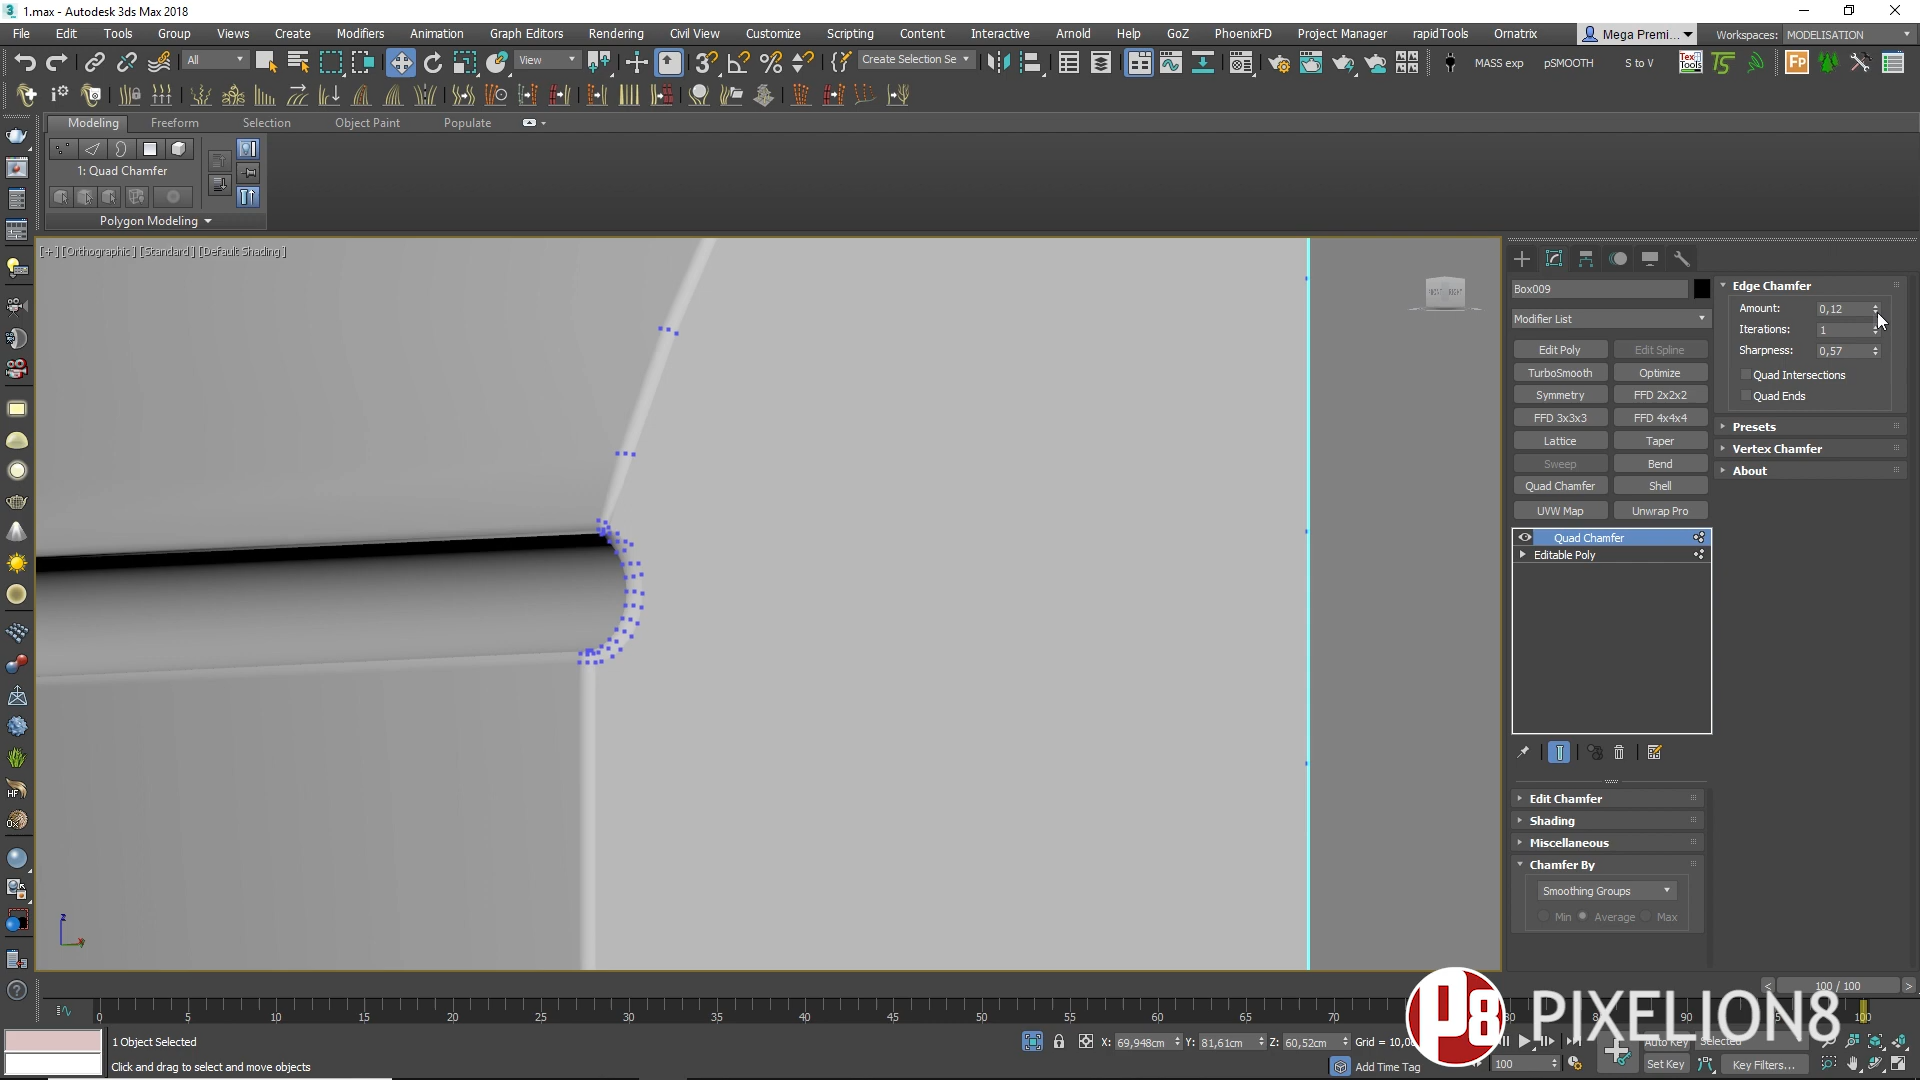 1.max - Autodesk 3ds Max 2018
File Edit Tools Group Views Create Modifiers Animation Graph Editors Rendering Civil View Customize Scripting Content Interactive Arnold Help GoZ PhoenixFD Project Manager rapidTools Ornatrix Mega Premi... Workspaces: MODELISATION
All View Create Selection Se MASS exp pSMOOTH S to V
Modeling Freeform Selection Object Paint Populate
1: Quad Chamfer
Polygon Modeling
[+] [Orthographic] [Standard] [Default Shading]
Box009
Modifier List
Edit Poly Edit Spline
TurboSmooth Optimize
Symmetry FFD 2x2x2
FFD 3x3x3 FFD 4x4x4
Lattice Taper
Sweep Bend
Quad Chamfer Shell
UVW Map Unwrap Pro
Quad Chamfer
Editable Poly
Edit Chamfer
Shading
Miscellaneous
Chamfer By
Smoothing Groups
Min Average Max
Edge Chamfer
Amount: 0,12
Iterations: 1
Sharpness: 0,57
Quad Intersections
Quad Ends
Presets
Vertex Chamfer
About
100 / 100
0 5 10 15 20 25 30 35 40 45 50 55 60 65 70 80 90 100
P8 PIXELION8
1 Object Selected
Click and drag to select and move objects
X: 69,948cm Y: 81,61cm Z: 60,52cm Grid = 10,0
Add Time Tag
100
Auto Key Selected
Set Key Key Filters...